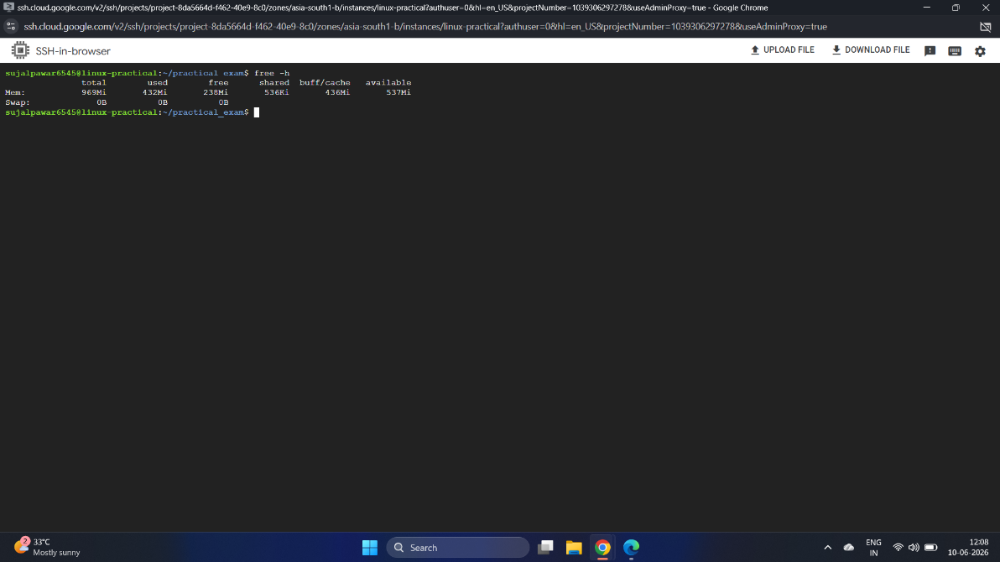 ssh.cloud.google.com/v2/ssh/projects/project-8da5664d-f462-40e9-8c0/zones/asia-south1-b/instances/linux-practical?authuser=0&hl=en_US&projectNumber=1039306297278&useAdminProxy=true - Google Chrome
ssh.cloud.google.com/v2/ssh/projects/project-8da5664d-f462-40e9-8c0/zones/asia-south1-b/instances/linux-practical?authuser=0&hl=en_US&projectNumber=1039306297278&useAdminProxy=true
SSH-in-browser UPLOAD FILE DOWNLOAD FILE
sujalpawar6545@linux-practical:~/practical_exam$ free -h
total used free shared buff/cache available
Mem: 969Mi 432Mi 238Mi 536Ki 436Mi 537Mi
Swap: 0B 0B 0B
sujalpawar6545@linux-practical:~/practical_exam$
2 33°C
Mostly sunny
Search
ENG
IN
12:08
10-06-2026